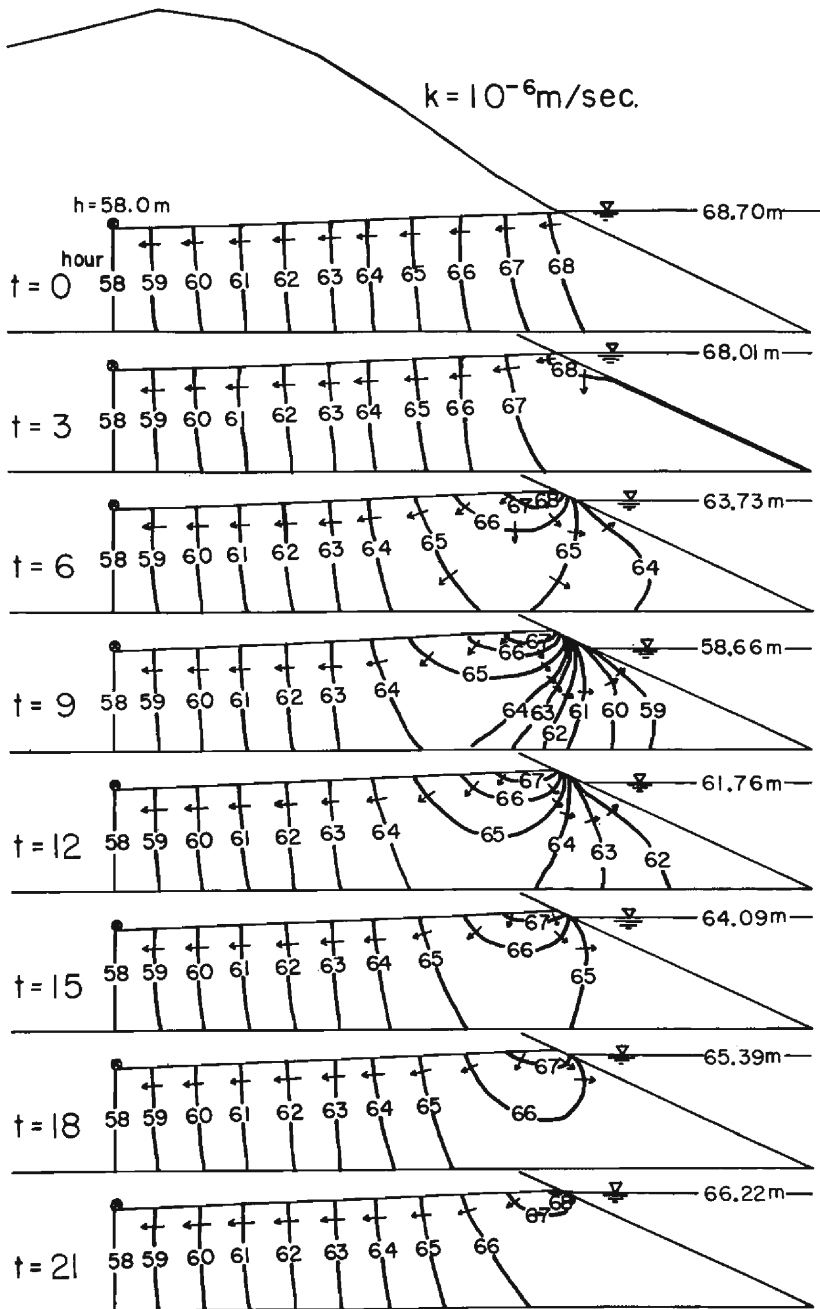 k = 10⁻⁶ m/sec.
h = 58.0 m
68.70m
hour
t = 0 58 59 60 61 62 63 64 65 66 67 68
68.01m
68
t = 3 58 59 60 61 62 63 64 65 66 67
63.73m
67 68
66
t = 6 58 59 60 61 62 63 64 65 65 64
58.66m
67
66
65
t = 9 58 59 60 61 62 63 64 64 63 62 61 60 59
61.76m
67
66
65
t = 12 58 59 60 61 62 63 64 64 63 62
64.09m
67
66
t = 15 58 59 60 61 62 63 64 65 65
65.39m
67
66
t = 18 58 59 60 61 62 63 64 65
66.22m
68
67
t = 21 58 59 60 61 62 63 64 65 66